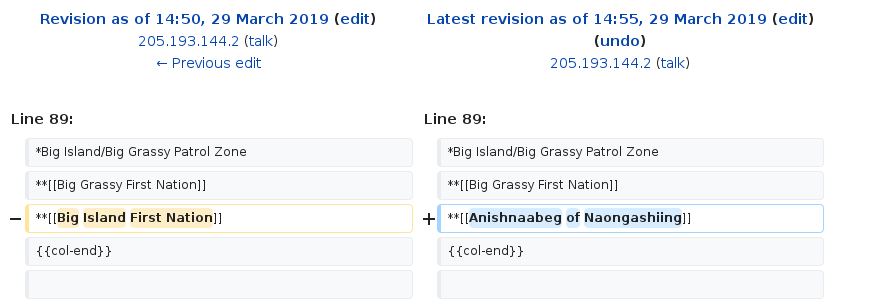 Revision as of 14:50, 29 March 2019 (edit)
205.193.144.2 (talk)
← Previous edit
Latest revision as of 14:55, 29 March 2019 (edit)
(undo)
205.193.144.2 (talk)
Line 89:
Line 89:
*Big Island/Big Grassy Patrol Zone
*Big Island/Big Grassy Patrol Zone
**[[Big Grassy First Nation]]
**[[Big Grassy First Nation]]
− **[[Big Island First Nation]]
+ **[[Anishnaabeg of Naongashiing]]
{{col-end}}
{{col-end}}